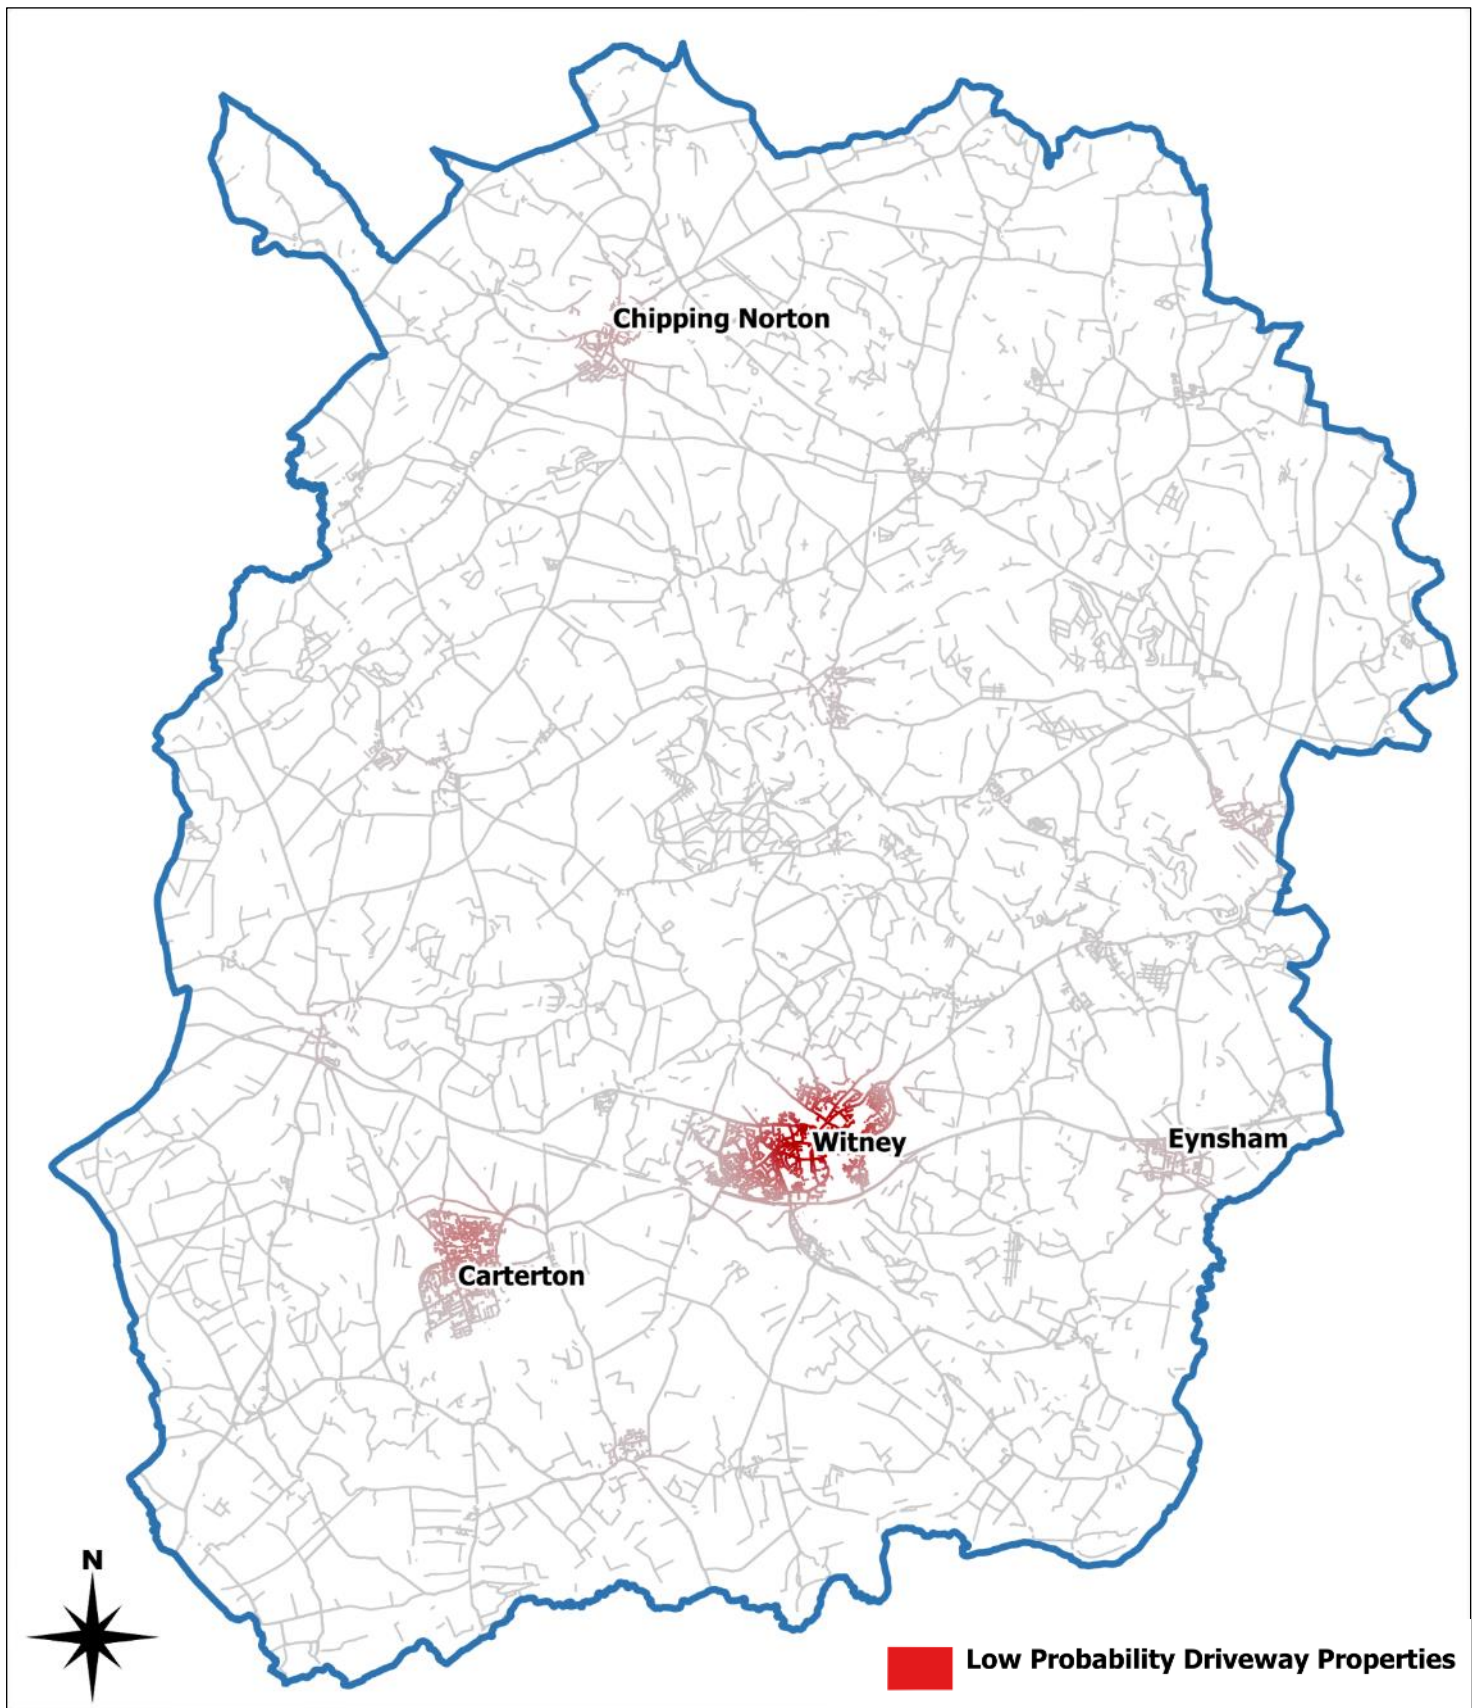 Chipping Norton
Witney
Eynsham
Carterton
N
Low Probability Driveway Properties